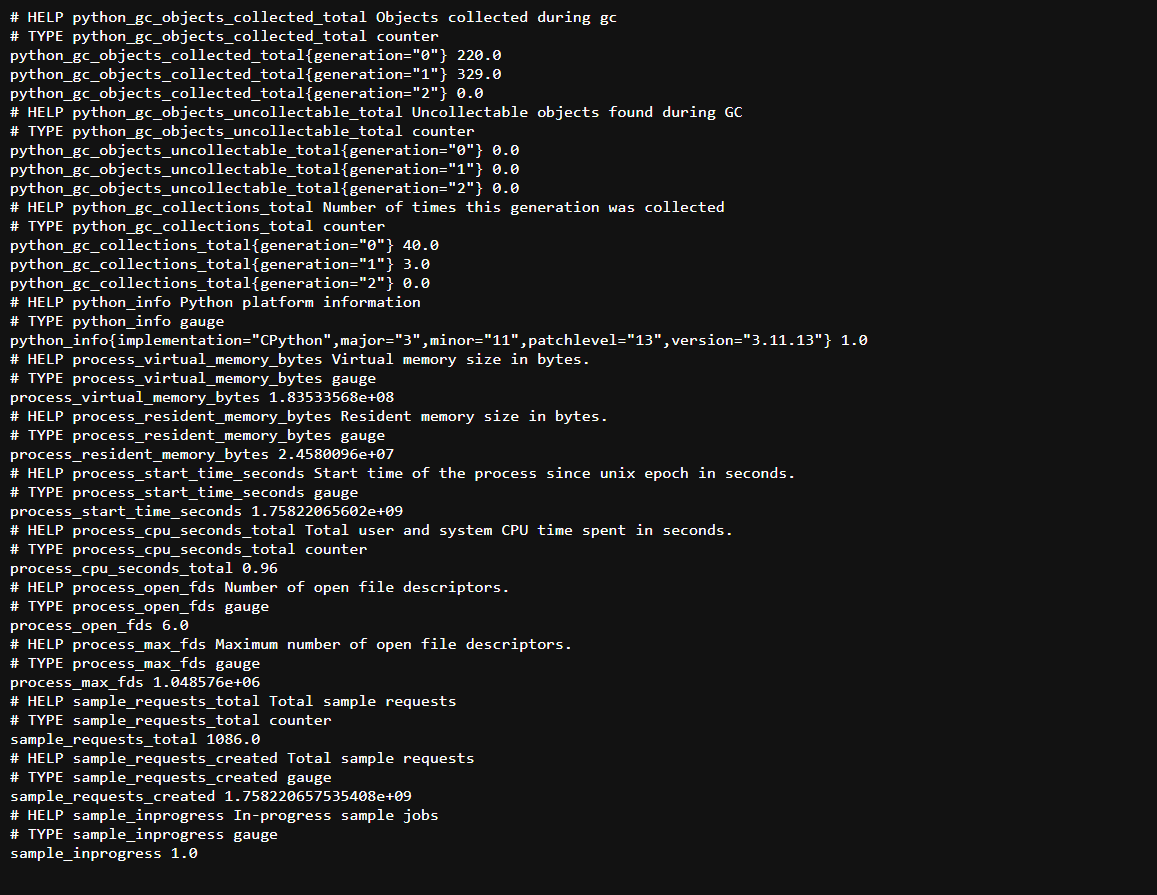 # HELP python_gc_objects_collected_total Objects collected during gc
# TYPE python_gc_objects_collected_total counter
python_gc_objects_collected_total{generation="0"} 220.0
python_gc_objects_collected_total{generation="1"} 329.0
python_gc_objects_collected_total{generation="2"} 0.0
# HELP python_gc_objects_uncollectable_total Uncollectable objects found during GC
# TYPE python_gc_objects_uncollectable_total counter
python_gc_objects_uncollectable_total{generation="0"} 0.0
python_gc_objects_uncollectable_total{generation="1"} 0.0
python_gc_objects_uncollectable_total{generation="2"} 0.0
# HELP python_gc_collections_total Number of times this generation was collected
# TYPE python_gc_collections_total counter
python_gc_collections_total{generation="0"} 40.0
python_gc_collections_total{generation="1"} 3.0
python_gc_collections_total{generation="2"} 0.0
# HELP python_info Python platform information
# TYPE python_info gauge
python_info{implementation="CPython",major="3",minor="11",patchlevel="13",version="3.11.13"} 1.0
# HELP process_virtual_memory_bytes Virtual memory size in bytes.
# TYPE process_virtual_memory_bytes gauge
process_virtual_memory_bytes 1.83533568e+08
# HELP process_resident_memory_bytes Resident memory size in bytes.
# TYPE process_resident_memory_bytes gauge
process_resident_memory_bytes 2.4580096e+07
# HELP process_start_time_seconds Start time of the process since unix epoch in seconds.
# TYPE process_start_time_seconds gauge
process_start_time_seconds 1.75822065602e+09
# HELP process_cpu_seconds_total Total user and system CPU time spent in seconds.
# TYPE process_cpu_seconds_total counter
process_cpu_seconds_total 0.96
# HELP process_open_fds Number of open file descriptors.
# TYPE process_open_fds gauge
process_open_fds 6.0
# HELP process_max_fds Maximum number of open file descriptors.
# TYPE process_max_fds gauge
process_max_fds 1.048576e+06
# HELP sample_requests_total Total sample requests
# TYPE sample_requests_total counter
sample_requests_total 1086.0
# HELP sample_requests_created Total sample requests
# TYPE sample_requests_created gauge
sample_requests_created 1.758220657535408e+09
# HELP sample_inprogress In-progress sample jobs
# TYPE sample_inprogress gauge
sample_inprogress 1.0